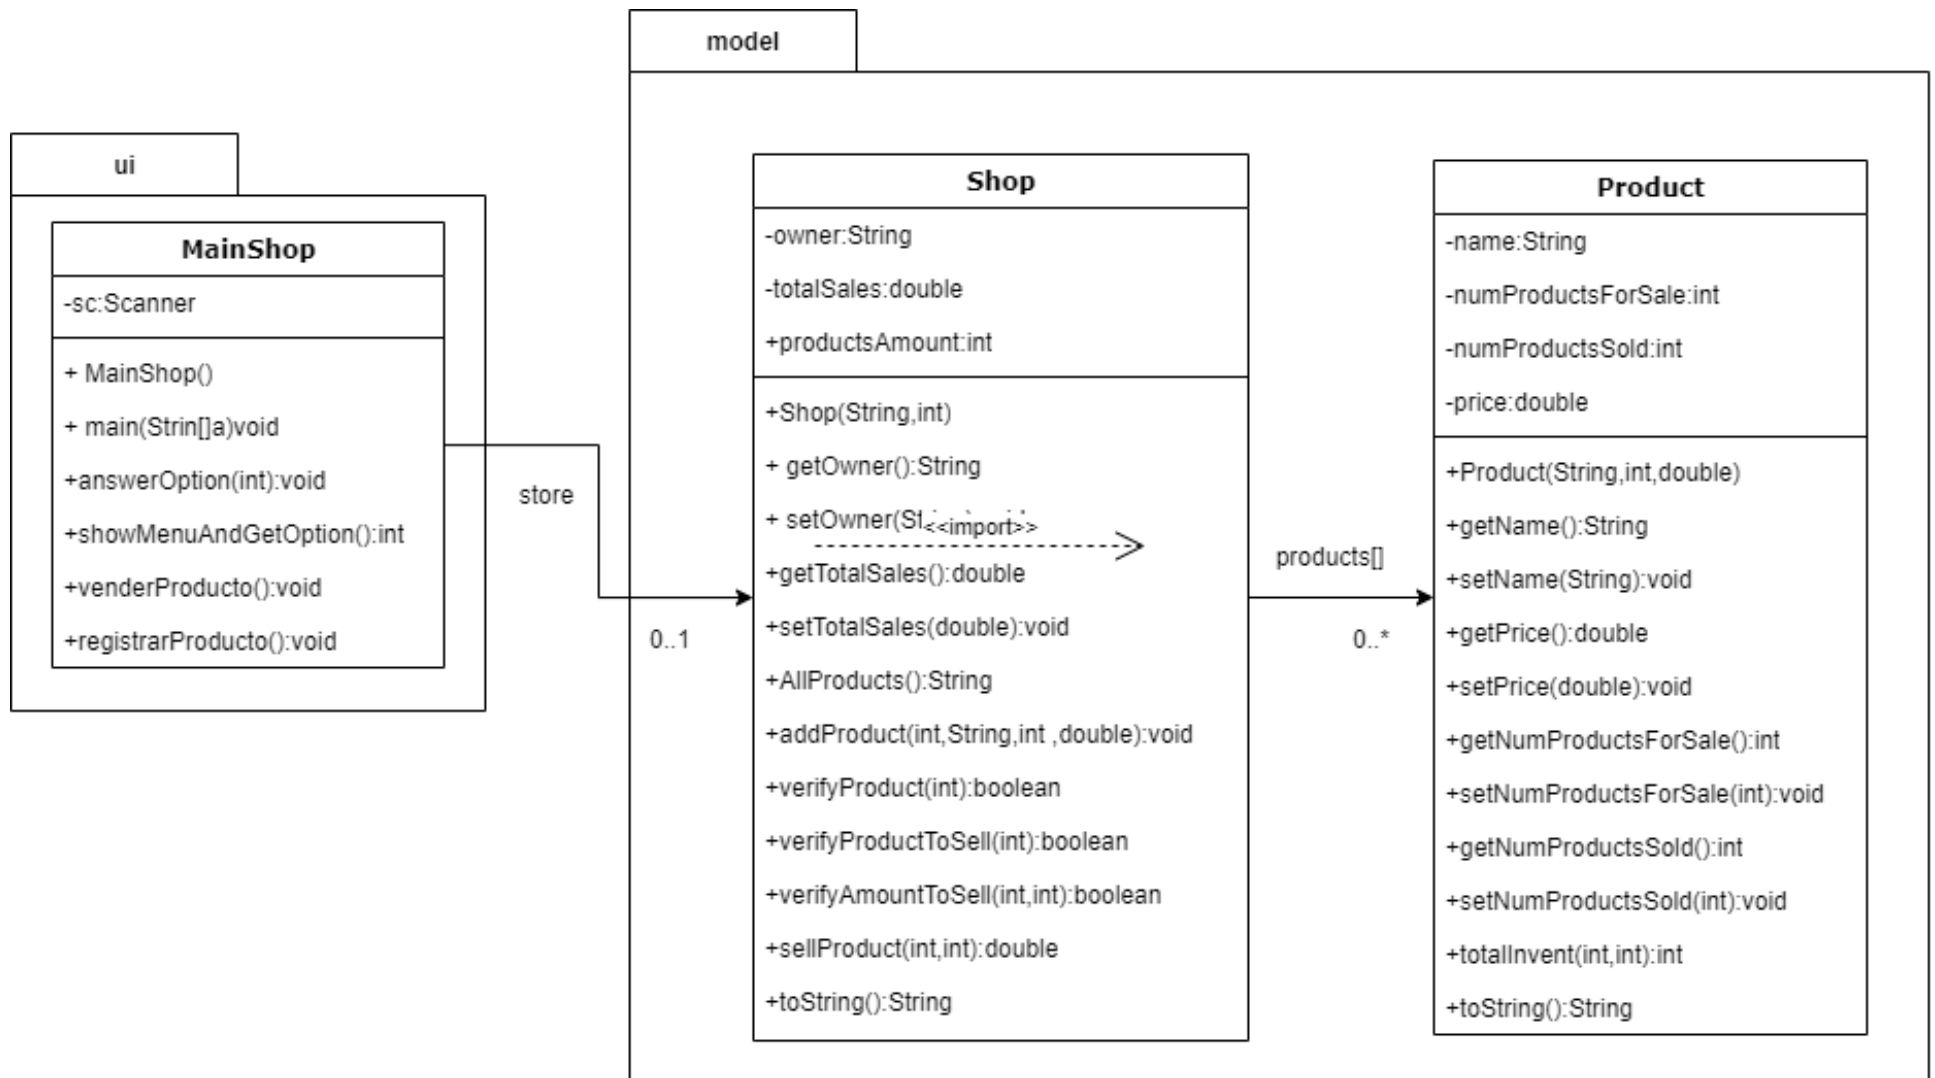 model
ui
MainShop
-sc:Scanner
+ MainShop()
+ main(Strin[]a)void
+answerOption(int):void
+showMenuAndGetOption():int
+venderProducto():void
+registrarProducto():void
store
0..1
Shop
-owner:String
-totalSales:double
+productsAmount:int
+Shop(String,int)
+ getOwner():String
+ setOwner(
<<import>>
+getTotalSales():double
+setTotalSales(double):void
+AllProducts():String
+addProduct(int,String,int ,double):void
+verifyProduct(int):boolean
+verifyProductToSell(int):boolean
+verifyAmountToSell(int,int):boolean
+sellProduct(int,int):double
+toString():String
products[]
0..*
Product
-name:String
-numProductsForSale:int
-numProductsSold:int
-price:double
+Product(String,int,double)
+getName():String
+setName(String):void
+getPrice():double
+setPrice(double):void
+getNumProductsForSale():int
+setNumProductsForSale(int):void
+getNumProductsSold():int
+setNumProductsSold(int):void
+totalInvent(int,int):int
+toString():String